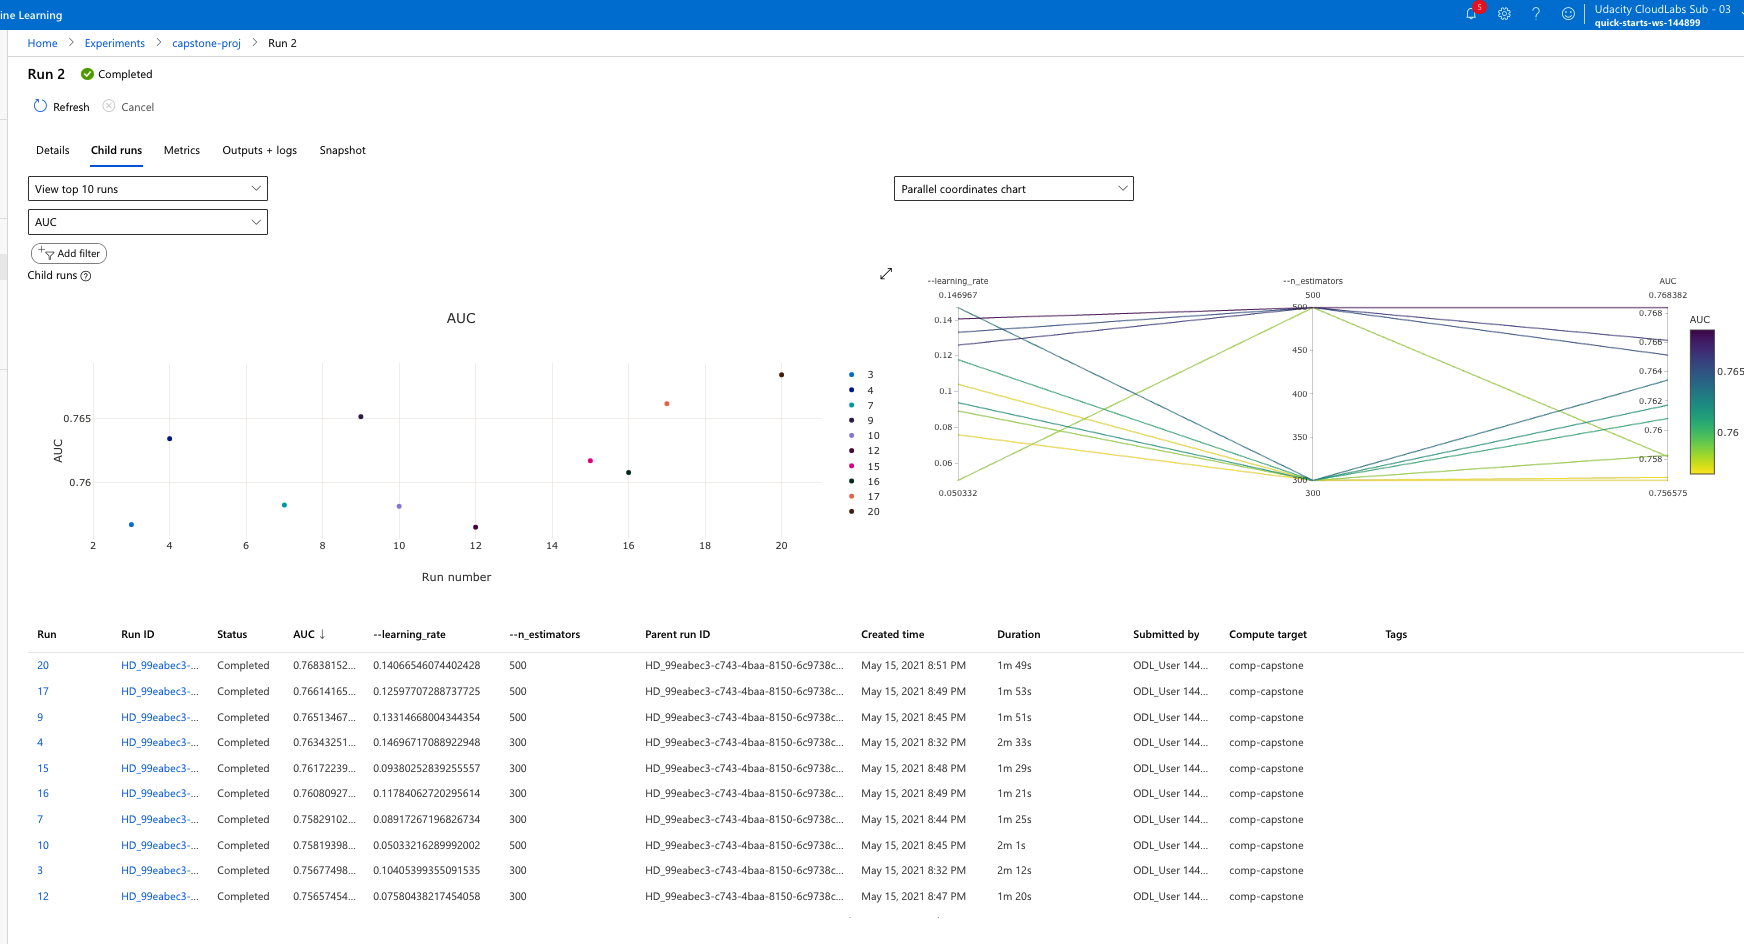 ine Learning
5
Udacity CloudLabs Sub - 03
quick-starts-ws-144899
Home > Experiments > capstone-proj > Run 2
Run 2 Completed
Refresh Cancel
Details Child runs Metrics Outputs + logs Snapshot
View top 10 runs
Parallel coordinates chart
AUC
Add filter
Child runs
AUC
AUC
0.765
0.76
2 4 6 8 10 12 14 16 18 20
Run number
3
4
7
9
10
12
15
16
17
20
--learning_rate --n_estimators AUC
0.146967 500 0.768382
0.14
0.12
0.1
0.08
0.06
0.050332
500
450
400
350
300
300
0.768
0.766
0.764
0.762
0.76
0.758
0.756575
AUC
0.765
0.76
Run Run ID Status AUC ↓ --learning_rate --n_estimators Parent run ID Created time Duration Submitted by Compute target Tags
20 HD_99eabec3-... Completed 0.76838152... 0.14066546074402428 500 HD_99eabec3-c743-4baa-8150-6c9738c... May 15, 2021 8:51 PM 1m 49s ODL_User 144... comp-capstone
17 HD_99eabec3-... Completed 0.76614165... 0.12597707288737725 500 HD_99eabec3-c743-4baa-8150-6c9738c... May 15, 2021 8:49 PM 1m 53s ODL_User 144... comp-capstone
9 HD_99eabec3-... Completed 0.76513467... 0.13314668004344354 500 HD_99eabec3-c743-4baa-8150-6c9738c... May 15, 2021 8:45 PM 1m 51s ODL_User 144... comp-capstone
4 HD_99eabec3-... Completed 0.76343251... 0.14696717088922948 300 HD_99eabec3-c743-4baa-8150-6c9738c... May 15, 2021 8:32 PM 2m 33s ODL_User 144... comp-capstone
15 HD_99eabec3-... Completed 0.76172239... 0.09380252839255557 300 HD_99eabec3-c743-4baa-8150-6c9738c... May 15, 2021 8:48 PM 1m 29s ODL_User 144... comp-capstone
16 HD_99eabec3-... Completed 0.76080927... 0.11784062720295614 300 HD_99eabec3-c743-4baa-8150-6c9738c... May 15, 2021 8:49 PM 1m 21s ODL_User 144... comp-capstone
7 HD_99eabec3-... Completed 0.75829102... 0.08917267196826734 300 HD_99eabec3-c743-4baa-8150-6c9738c... May 15, 2021 8:44 PM 1m 25s ODL_User 144... comp-capstone
10 HD_99eabec3-... Completed 0.75819398... 0.05033216289992002 500 HD_99eabec3-c743-4baa-8150-6c9738c... May 15, 2021 8:45 PM 2m 1s ODL_User 144... comp-capstone
3 HD_99eabec3-... Completed 0.75677498... 0.10405399355091535 300 HD_99eabec3-c743-4baa-8150-6c9738c... May 15, 2021 8:32 PM 2m 12s ODL_User 144... comp-capstone
12 HD_99eabec3-... Completed 0.75657454... 0.07580438217454058 300 HD_99eabec3-c743-4baa-8150-6c9738c... May 15, 2021 8:47 PM 1m 20s ODL_User 144... comp-capstone